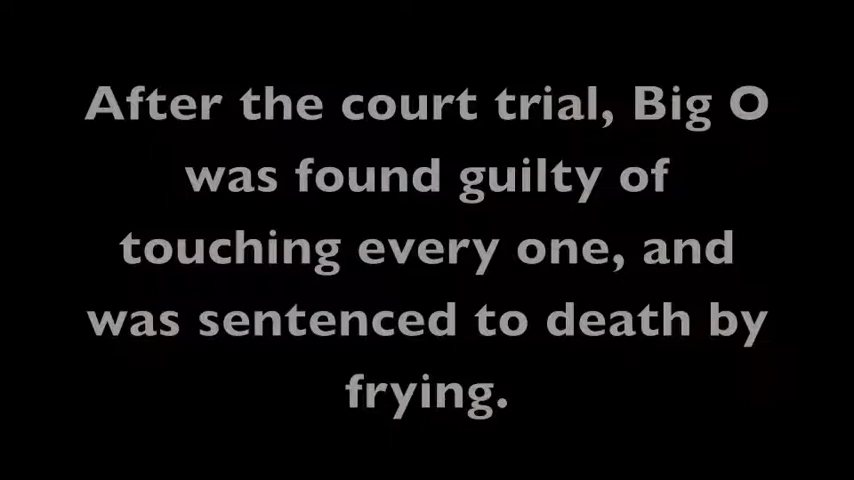 After the court trial, Big O
was found guilty of
touching every one, and
was sentenced to death by
frying.